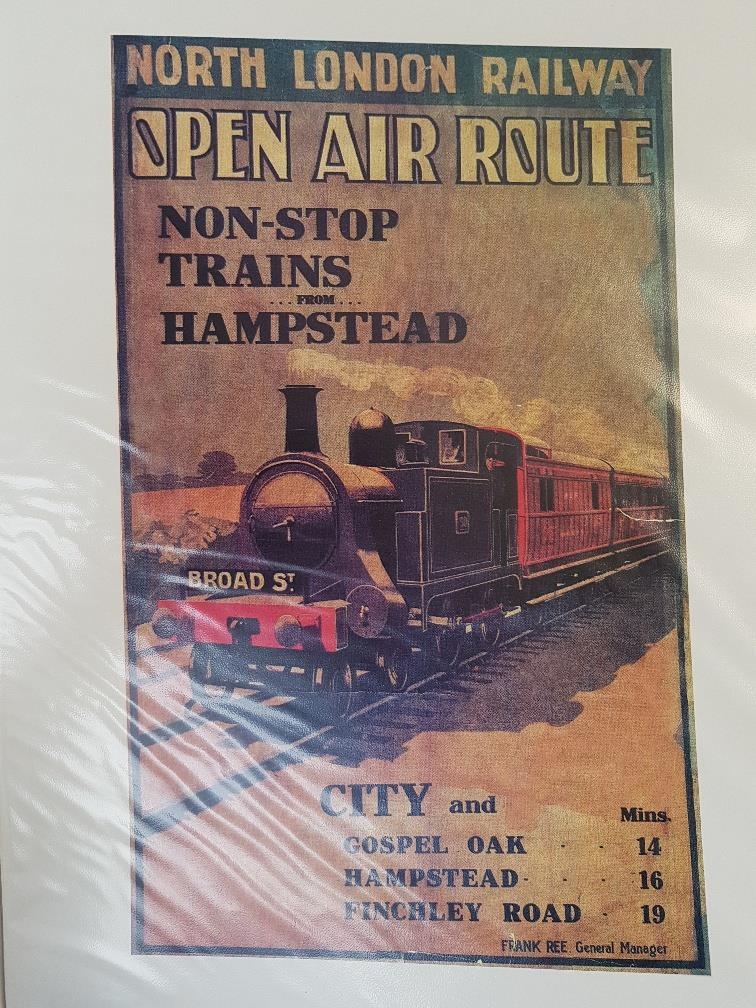 NORTH LONDON RAILWAY
OPEN AIR ROUTE
NON-STOP
TRAINS
...FROM...
HAMPSTEAD
BROAD ST.
CITY and
Mins.
GOSPEL OAK - - 14
HAMPSTEAD - - - 16
FINCHLEY ROAD - 19
FRANK REE. General Manager